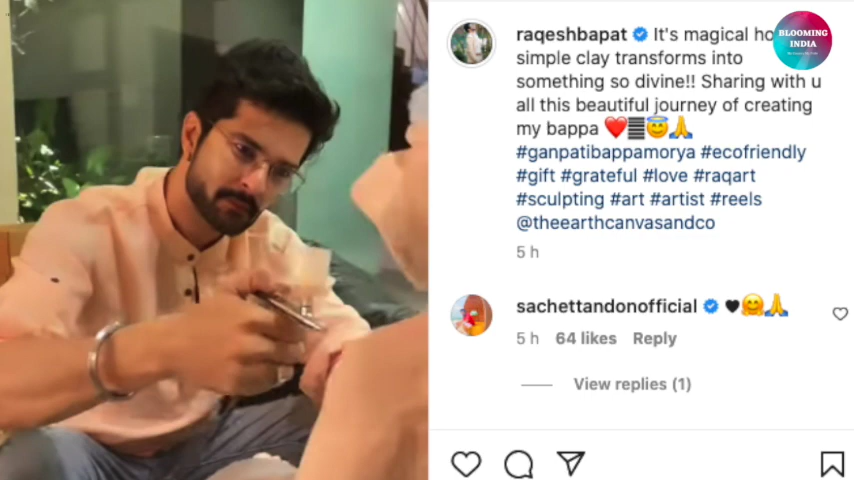 raqeshbapat It's magical
simple clay transforms into
something so divine!! Sharing with u
all this beautiful journey of creating
my bappa ❤️😇🙏
#ganpatibappamorya #ecofriendly
#gift #grateful #love #raqart
#sculpting #art #artist #reels
@theearthcanvasandco
5 h
sachettandonofficial 🖤🤗🙏
5 h 64 likes Reply
View replies (1)
BLOOMING
INDIA